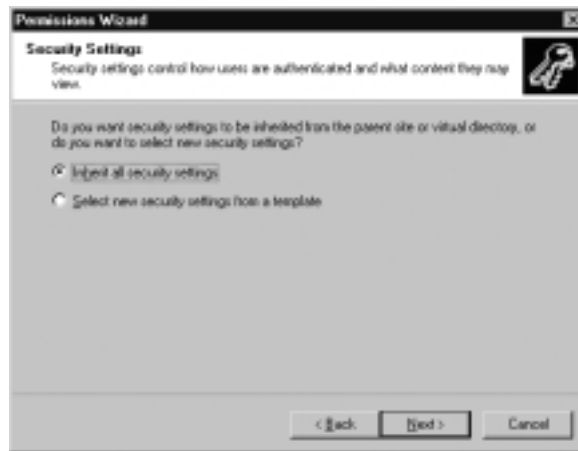 Permissions Wizard
Security Settings
Security settings control how users are authenticated and what content they may
view.
Do you want security settings to be inherited from the parent site or virtual directory, or
do you want to select new security settings?
Inherit all security settings
Select new security settings from a template
< Back
Next >
Cancel